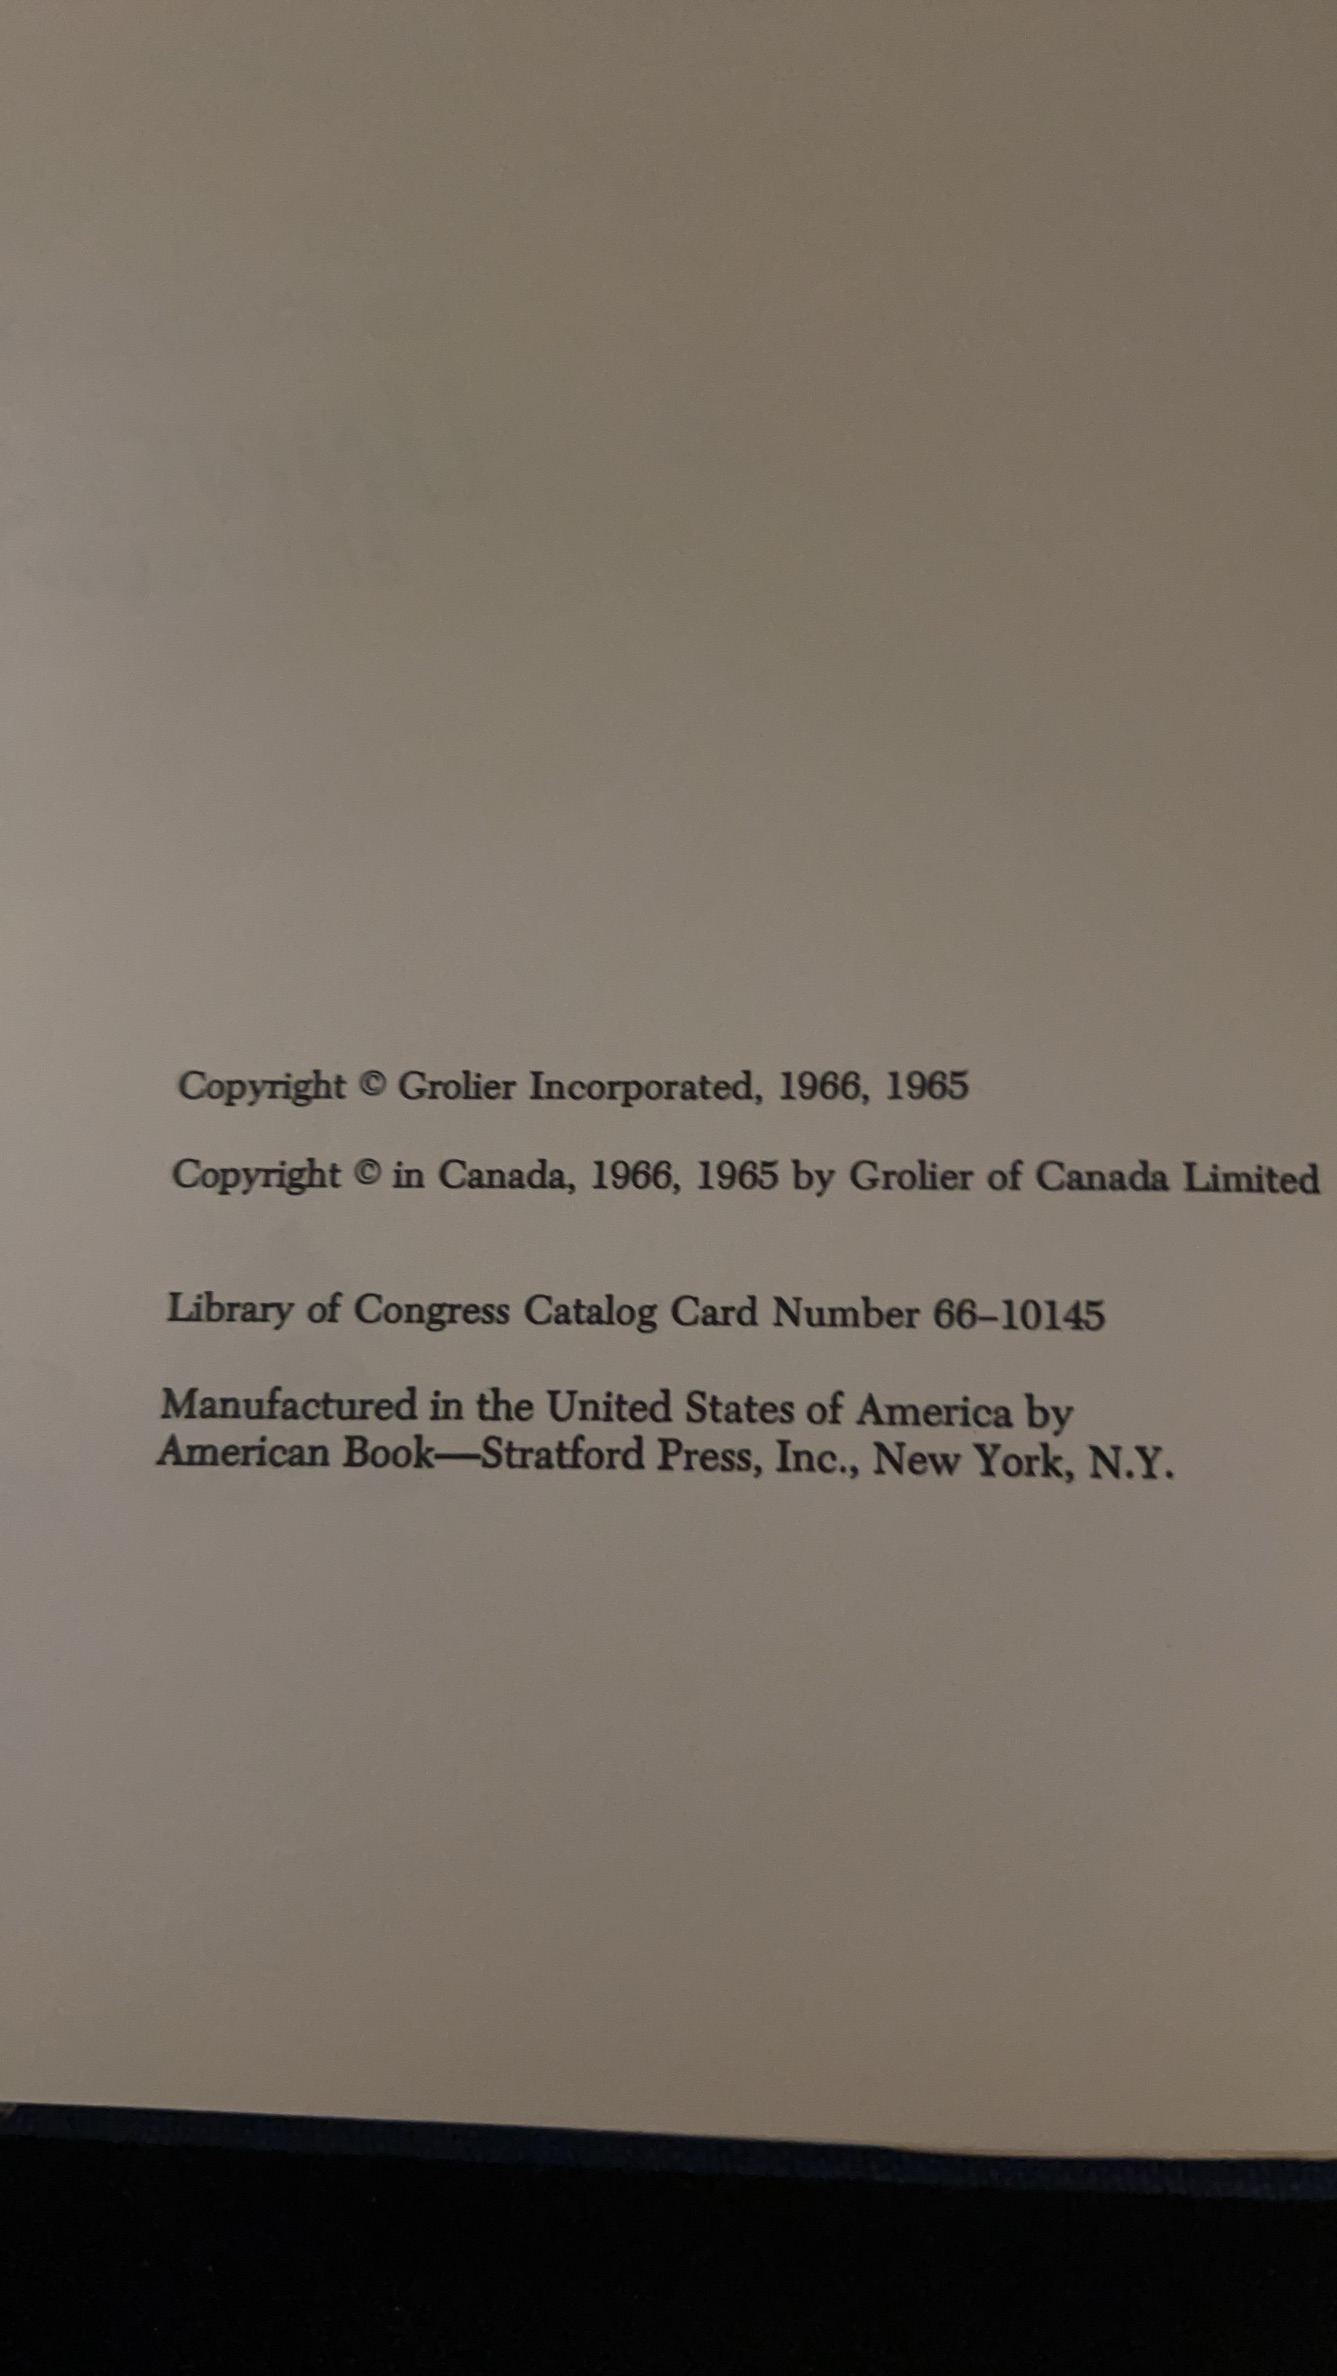 Copyright © Grolier Incorporated, 1966, 1965
Copyright © in Canada, 1966, 1965 by Grolier of Canada Limited
Library of Congress Catalog Card Number 66–10145
Manufactured in the United States of America by
American Book—Stratford Press, Inc., New York, N.Y.